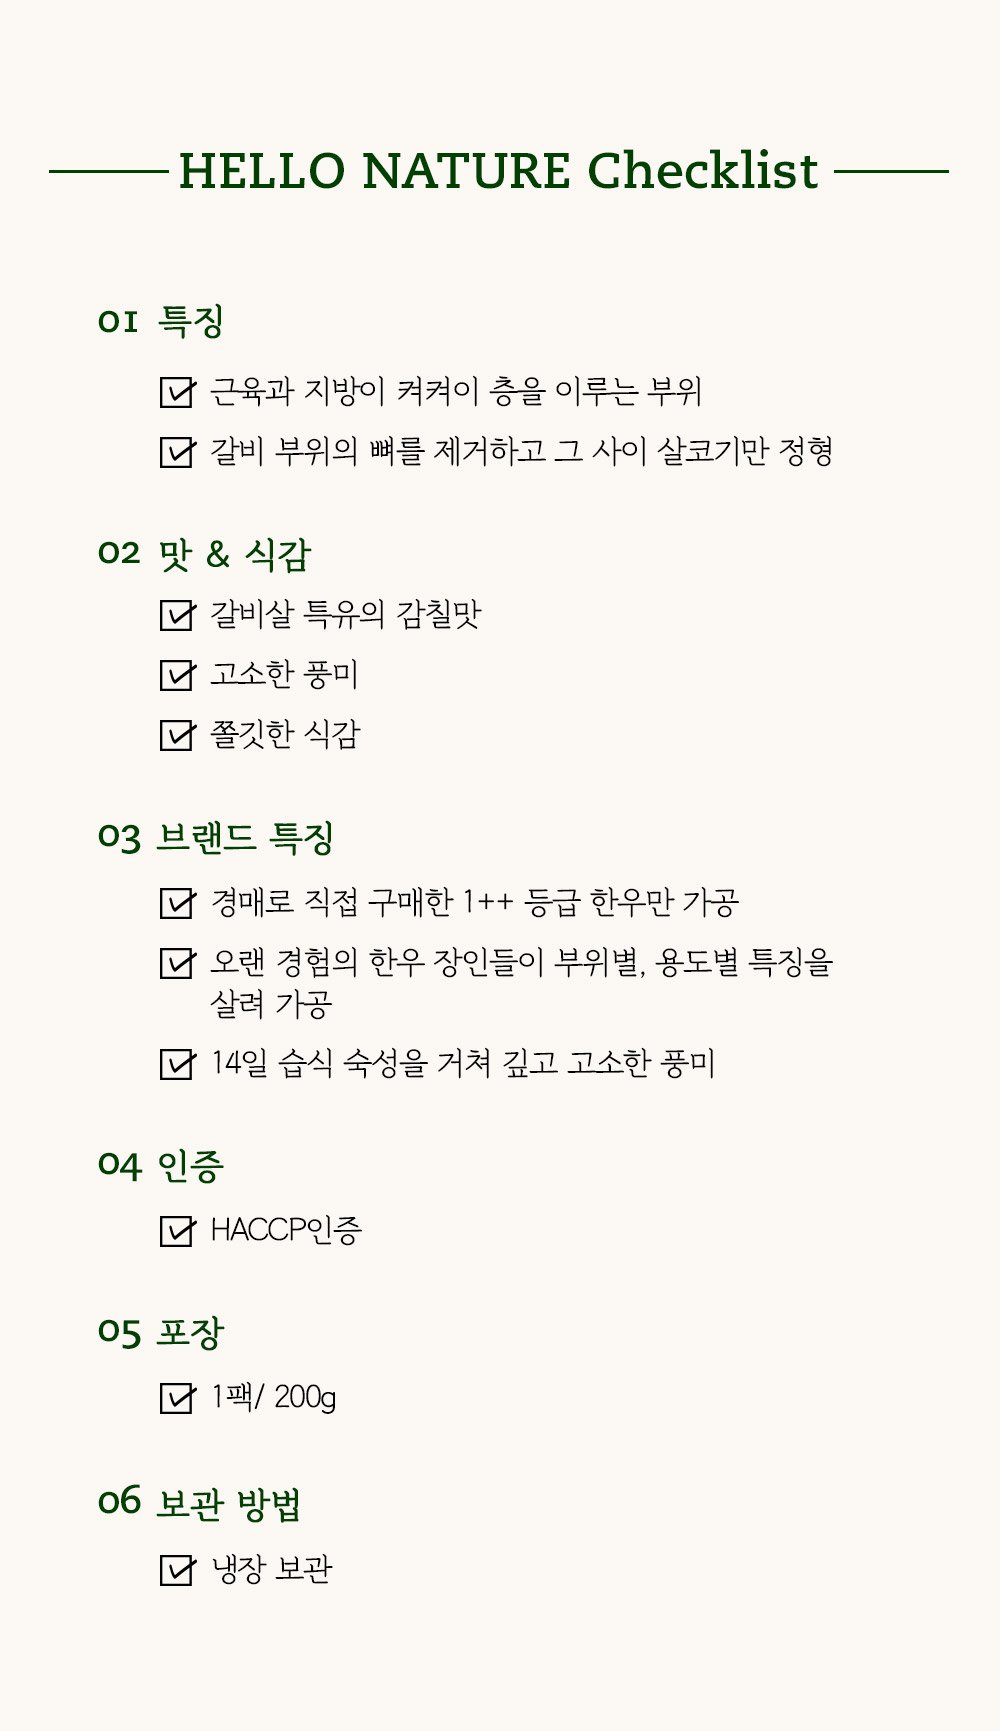 HELLO NATURE Checklist
01 특징
근육과 지방이 켜켜이 층을 이루는 부위
갈비 부위의 뼈를 제거하고 그 사이 살코기만 정형
02 맛 & 식감
갈비살 특유의 감칠맛
고소한 풍미
쫄깃한 식감
03 브랜드 특징
경매로 직접 구매한 1++ 등급 한우만 가공
오랜 경험의 한우 장인들이 부위별, 용도별 특징을
살려 가공
14일 습식 숙성을 거쳐 깊고 고소한 풍미
04 인증
HACCP인증
05 포장
1팩/ 200g
06 보관 방법
냉장 보관